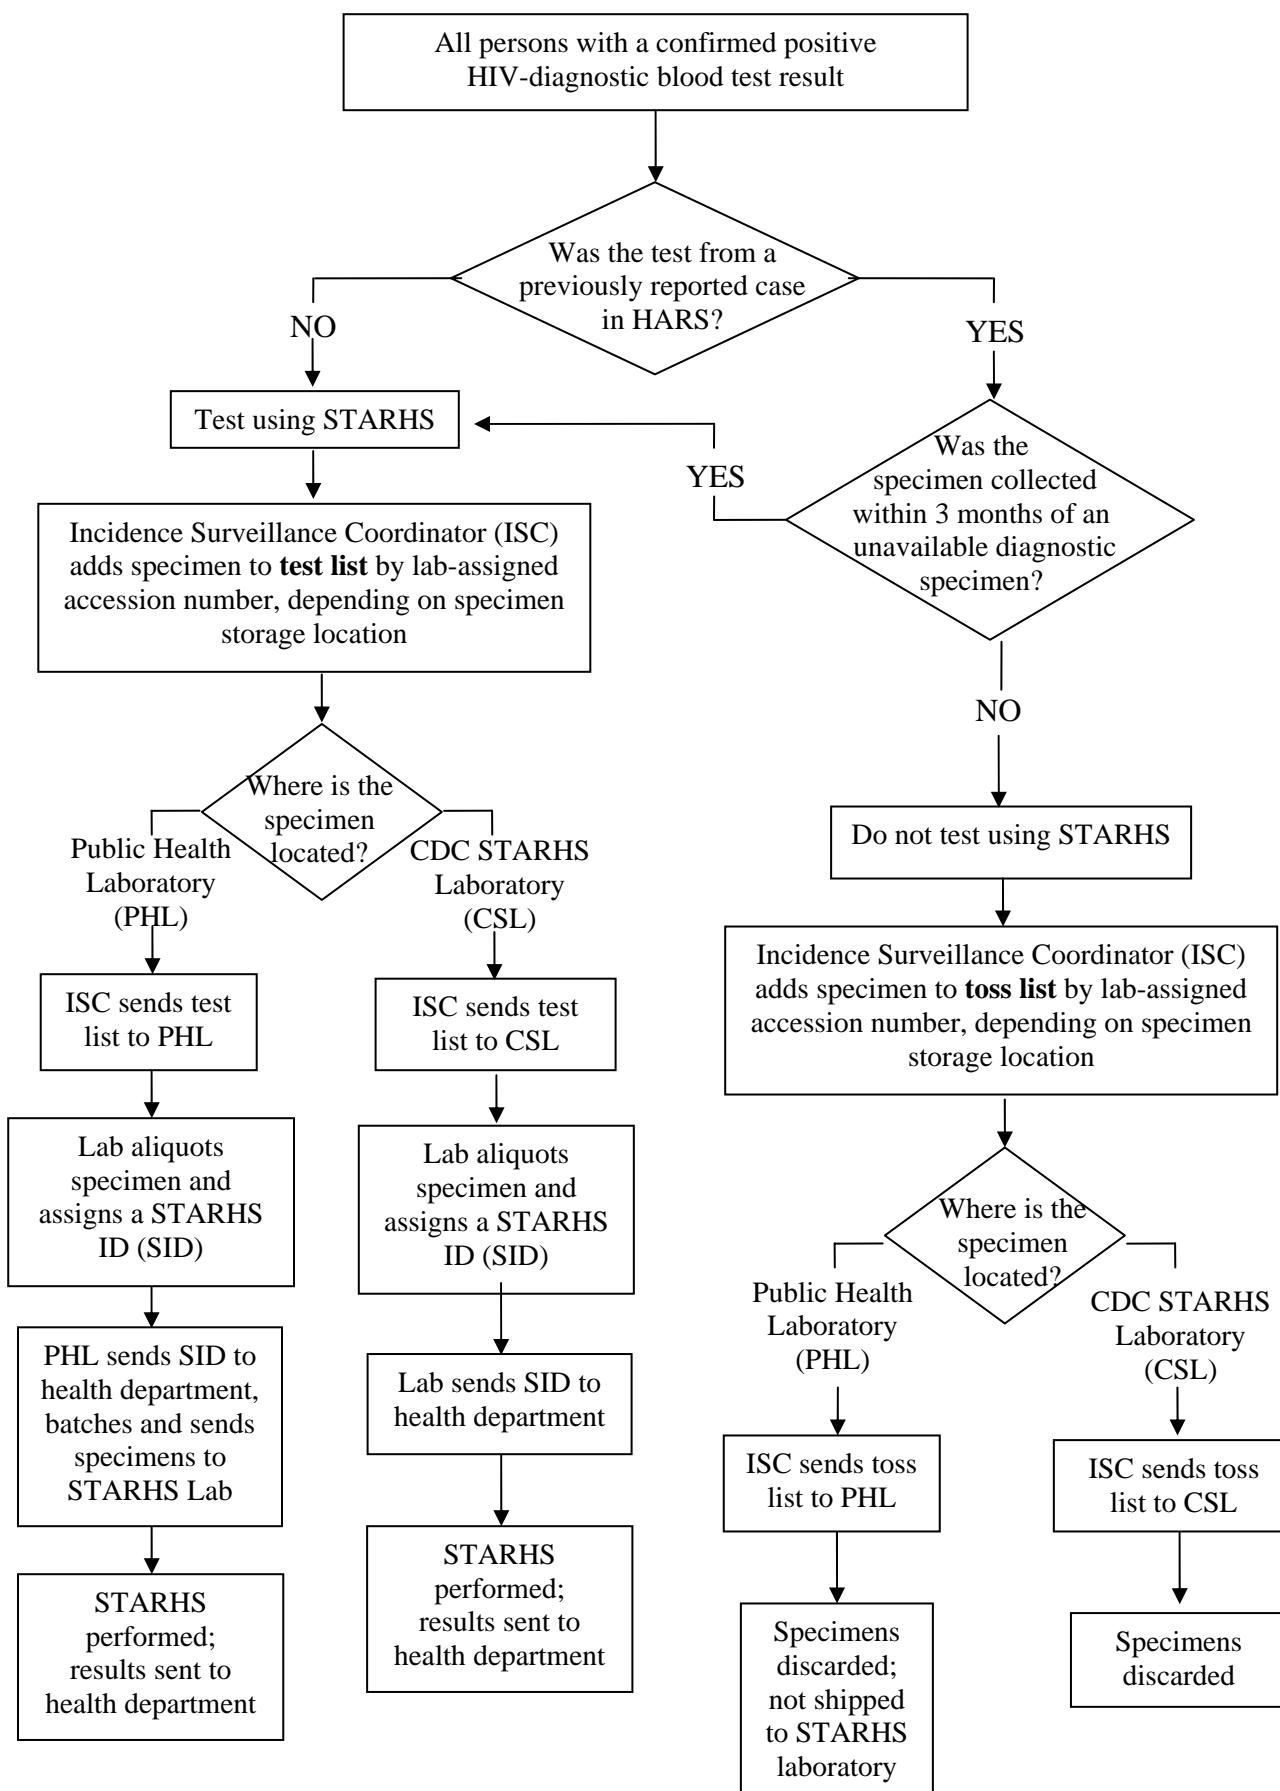 All persons with a confirmed positive
HIV-diagnostic blood test result
Was the test from a
previously reported case
in HARS?
NO
YES
Test using STARHS
Was the
specimen collected
within 3 months of an
unavailable diagnostic
specimen?
YES
Incidence Surveillance Coordinator (ISC)
adds specimen to test list by lab-assigned
accession number, depending on specimen
storage location
NO
Where is the
specimen
located?
Public Health
Laboratory
(PHL)
CDC STARHS
Laboratory
(CSL)
Do not test using STARHS
Incidence Surveillance Coordinator (ISC)
adds specimen to toss list by lab-assigned
accession number, depending on specimen
storage location
ISC sends test
list to PHL
ISC sends test
list to CSL
Lab aliquots
specimen and
assigns a STARHS
ID (SID)
Lab aliquots
specimen and
assigns a STARHS
ID (SID)
Where is the
specimen
located?
Public Health
Laboratory
(PHL)
CDC STARHS
Laboratory
(CSL)
PHL sends SID to
health department,
batches and sends
specimens to
STARHS Lab
Lab sends SID to
health department
ISC sends toss
list to PHL
ISC sends toss
list to CSL
STARHS
performed;
results sent to
health department
STARHS
performed;
results sent to
health department
Specimens
discarded;
not shipped
to STARHS
laboratory
Specimens
discarded